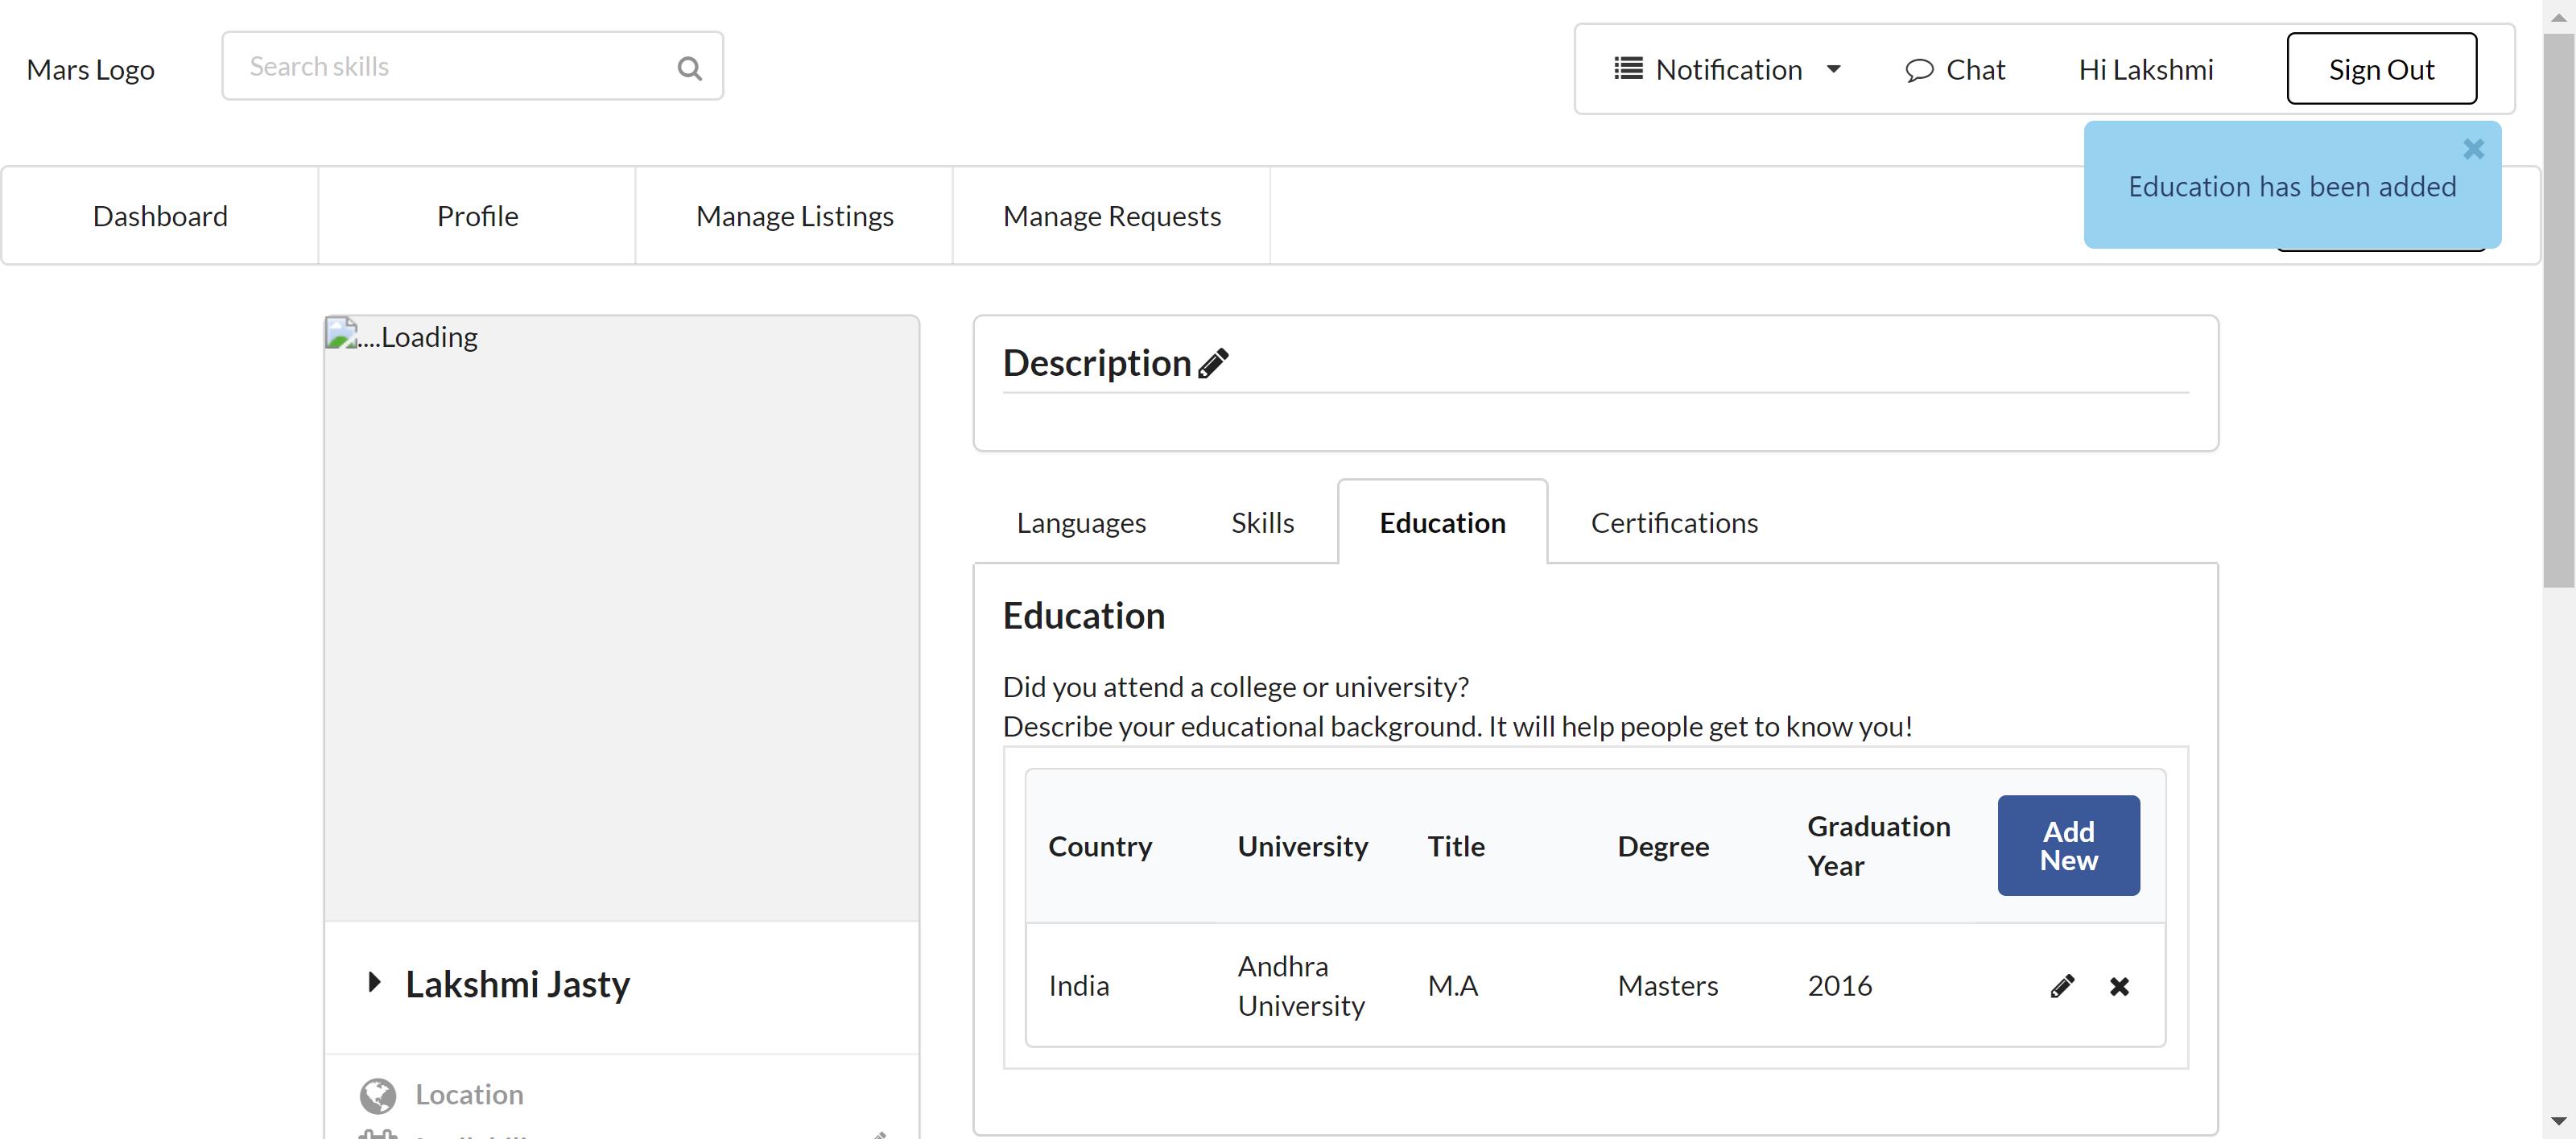 Mars Logo
Search skills
Notification
Chat
Hi Lakshmi
Sign Out
Education has been added
Dashboard
Profile
Manage Listings
Manage Requests
....Loading
Description
Languages
Skills
Education
Certifications
Education
Did you attend a college or university?
Describe your educational background. It will help people get to know you!
Country
University
Title
Degree
Graduation
Year
Add
New
India
Andhra
University
M.A
Masters
2016
Lakshmi Jasty
Location